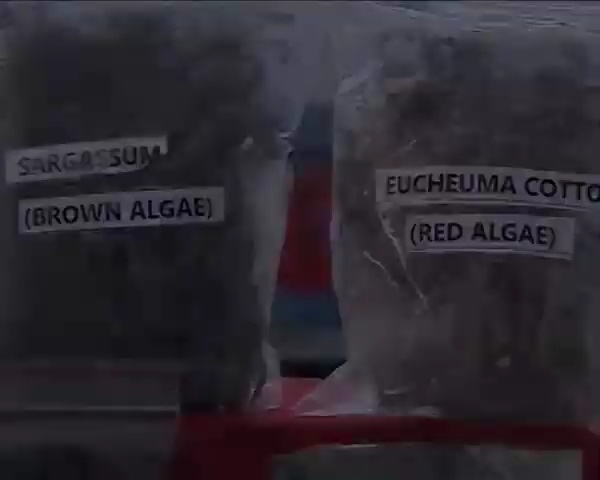 SARGASSUM
(BROWN ALGAE)
EUCHEUMA COTTO
(RED ALGAE)